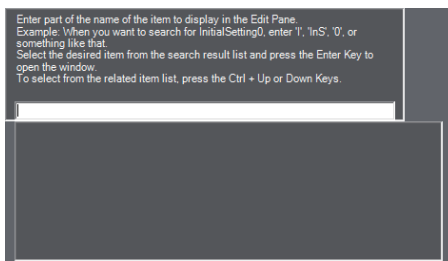 Enter part of the name of the item to display in the Edit Pane.
Example: When you want to search for InitialSetting0, enter 'I', 'InS', '0', or
something like that.
Select the desired item from the search result list and press the Enter Key to
open the window.
To select from the related item list, press the Ctrl + Up or Down Keys.